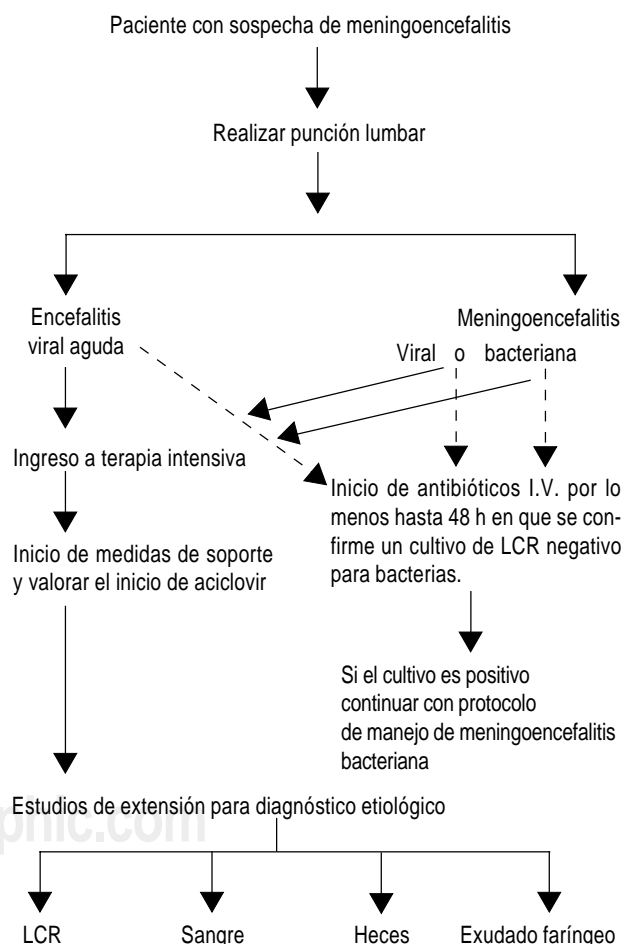 Paciente con sospecha de meningoencefalitis
Realizar punción lumbar
Encefalitis
viral aguda
Meningoencefalitis
Viral o bacteriana
Ingreso a terapia intensiva
Inicio de medidas de soporte
y valorar el inicio de aciclovir
Inicio de antibióticos I.V. por lo
menos hasta 48 h en que se con-
firme un cultivo de LCR negativo
para bacterias.
Si el cultivo es positivo
continuar con protocolo
de manejo de meningoencefalitis
bacteriana
Estudios de extensión para diagnóstico etiológico
phic.com
LCR Sangre Heces Exudado faríngeo